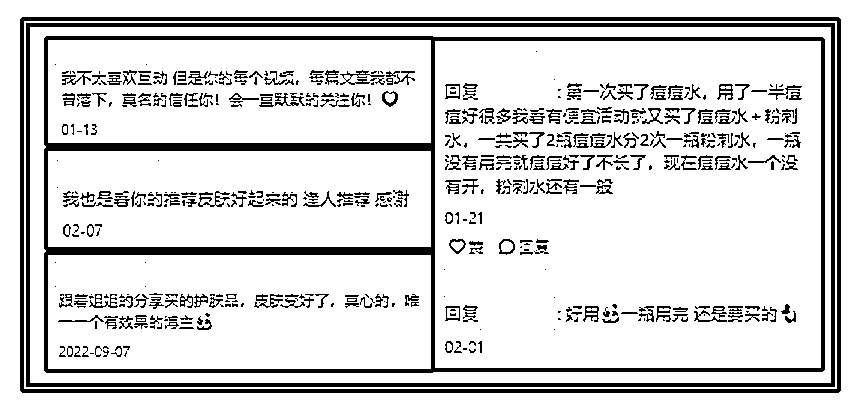 我不太喜欢互动 但是你的每个视频，每篇文章我都不
曾落下，莫名的信任你！会一直默默的关注你！♡
01-13
我也是看你的推荐皮肤好起来的 逢人推荐 感谢
02-07
跟着姐姐的分享买的护肤品，皮肤变好了，真心的，唯
一一个有效果的博主
2022-09-07
回复 : 第一次买了痘痘水，用了一半痘
痘好很多我看有便宜活动就又买了痘痘水+粉刺
水，一共买了2瓶痘痘水分2次一瓶粉刺水，一瓶
没有用完就痘痘好了不长了，现在痘痘水一个没
有开，粉刺水还有一般
01-21
♡赞 回复
回复 : 好用 一瓶用完 还是要买的
02-01